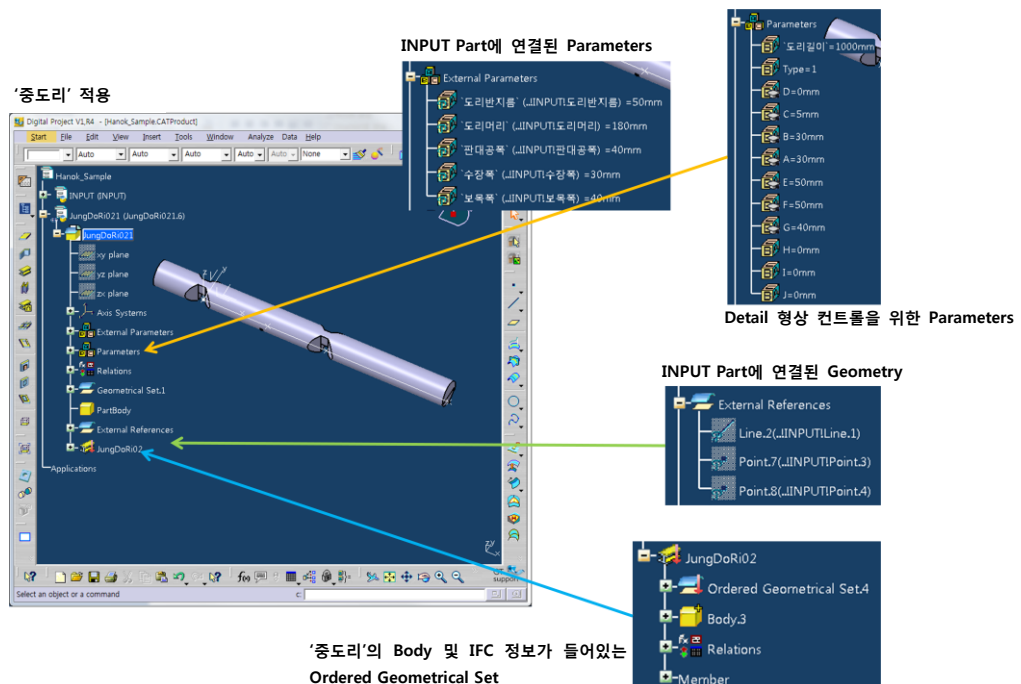 '중도리' 적용
Digital Project V1,R4 - [Hanok_Sample.CATProduct]
Start File Edit View Insert Tools Window Analyze Data Help
Auto Auto Auto Auto Auto None
Hanok_Sample
INPUT (INPUT)
JungDoRi021 (JungDoRi021.6)
JungDoRi021
xy plane
yz plane
zx plane
Axis Systems
External Parameters
Parameters
Relations
Geometrical Set.1
PartBody
External References
JungDoRi02
Applications
Select an object or a command
c:
support
INPUT Part에 연결된 Parameters
External Parameters
`도리반지름` (..!INPUT!도리반지름) =50mm
`도리머리` (..!INPUT!도리머리) =180mm
`판대공폭` (..!INPUT!판대공폭) =40mm
`수장폭` (..!INPUT!수장폭) =30mm
`보목폭` (..!INPUT!보목폭) =40mm
Parameters
`도리길이`=1000mm
Type=1
D=0mm
C=5mm
B=30mm
A=30mm
E=50mm
F=50mm
G=40mm
H=0mm
I=0mm
J=0mm
Detail 형상 컨트롤을 위한 Parameters
INPUT Part에 연결된 Geometry
External References
Line.2(..!INPUT!Line.1)
Point.7(..!INPUT!Point.3)
Point.8(..!INPUT!Point.4)
JungDoRi02
Ordered Geometrical Set.4
Body.3
Relations
Member
'중도리'의 Body 및 IFC 정보가 들어있는
Ordered Geometrical Set